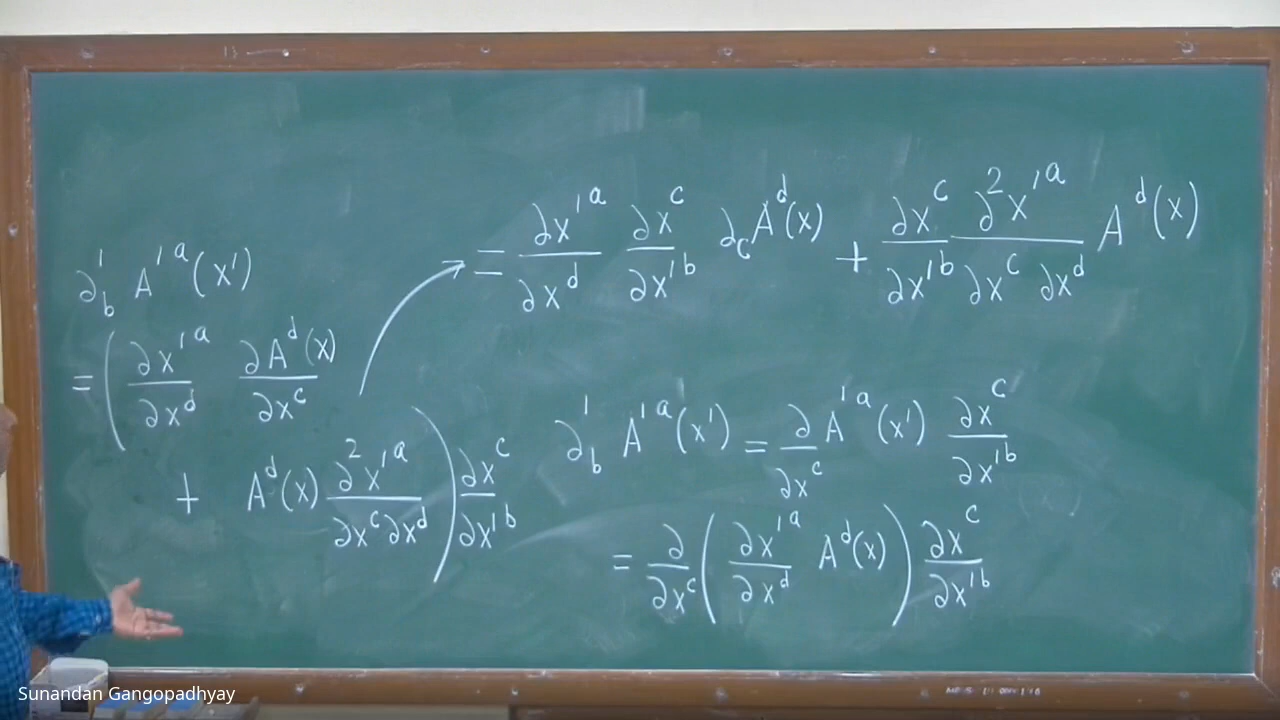 ∂'_b A'^a(x')
= ( ∂x'^a/∂x^d ∂A^d(x)/∂x^c
+ A^d(x) ∂²x'^a/∂x^c∂x^d ) ∂x^c/∂x'^b
= ∂x'^a/∂x^d ∂x^c/∂x'^b ∂_c A^d(x) + ∂x^c/∂x'^b ∂²x'^a/∂x^c ∂x^d A^d(x)
∂'_b A'^a(x') = ∂A'^a(x')/∂x^c ∂x^c/∂x'^b
= ∂/∂x^c ( ∂x'^a/∂x^d A^d(x) ) ∂x^c/∂x'^b
Sunandan Gangopadhyay